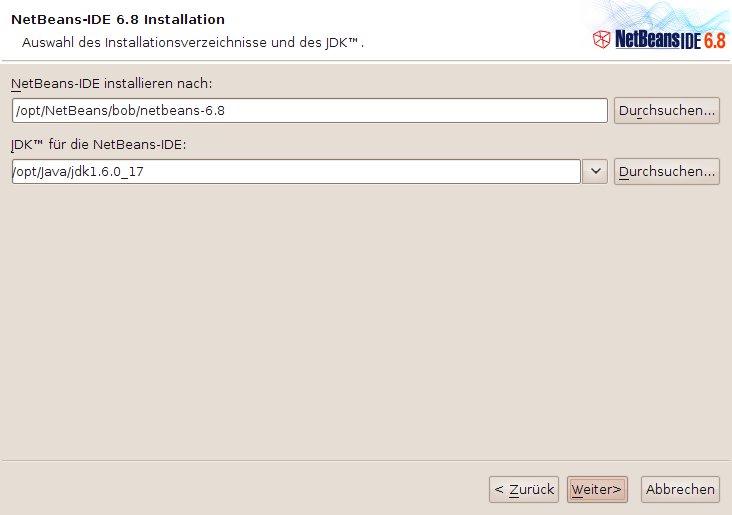 NetBeans-IDE 6.8 Installation
Auswahl des Installationsverzeichnisse und des JDK™.
NetBeans IDE 6.8
NetBeans-IDE installieren nach:
/opt/NetBeans/bob/netbeans-6.8
Durchsuchen...
JDK™ für die NetBeans-IDE:
/opt/Java/jdk1.6.0_17
Durchsuchen...
< Zurück
Weiter>
Abbrechen